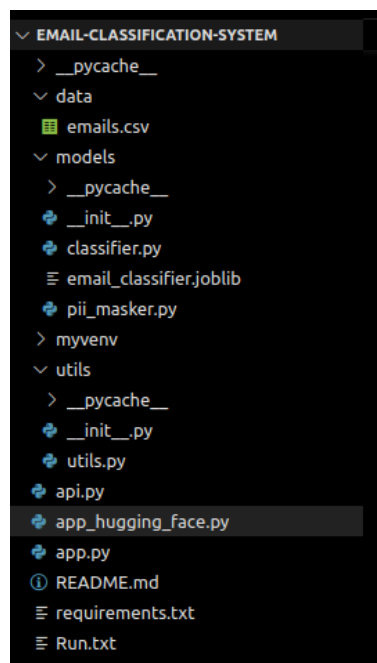 EMAIL-CLASSIFICATION-SYSTEM
__pycache__
data
emails.csv
models
__pycache__
__init__.py
classifier.py
email_classifier.joblib
pii_masker.py
myvenv
utils
__pycache__
__init__.py
utils.py
api.py
app_hugging_face.py
app.py
README.md
requirements.txt
Run.txt